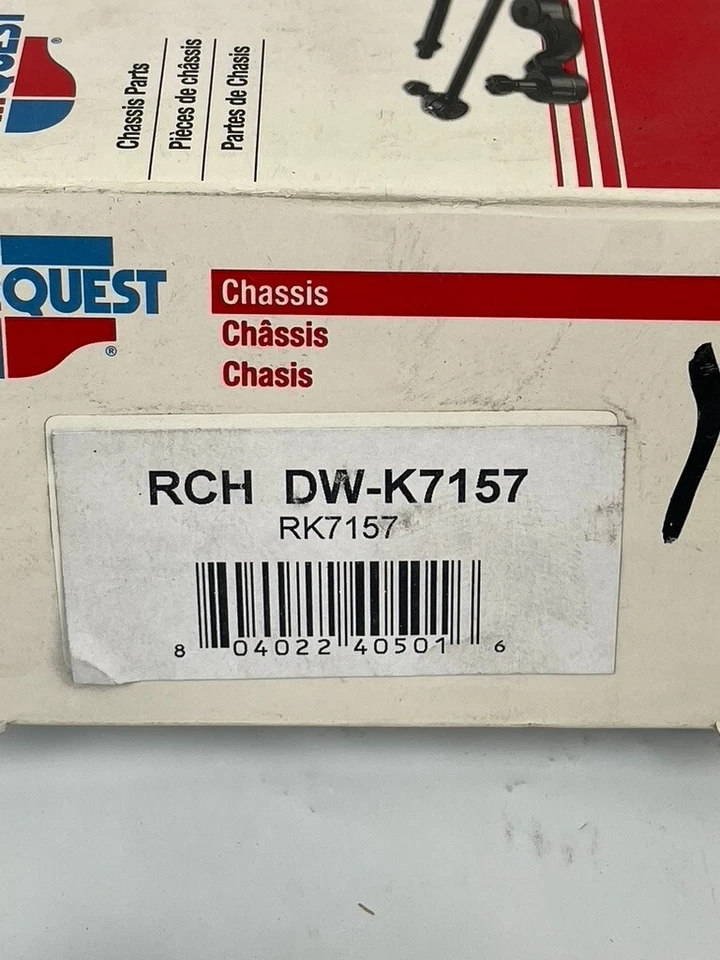 QUEST
®
Chassis Parts
Pièces de châssis
Partes de Chasis
QUEST
®
Chassis
Châssis
Chasis
RCH DW-K7157
RK7157
8 04022 40501 6